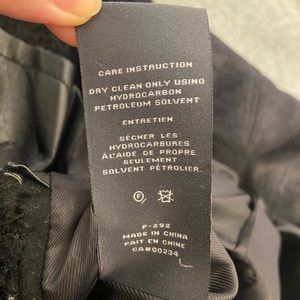 CARE INSTRUCTION
DRY CLEAN ONLY USING
HYDROCARBON
PETROLEUM SOLVENT
ENTRETIEN
SÉCHER LES
HYDROCARBURES
À L'AIDE DE PROPRE
SEULEMENT
SOLVENT PÉTROLIER.
F
F-292
MADE IN CHINA
FAIT EN CHINE
CA#00234
L